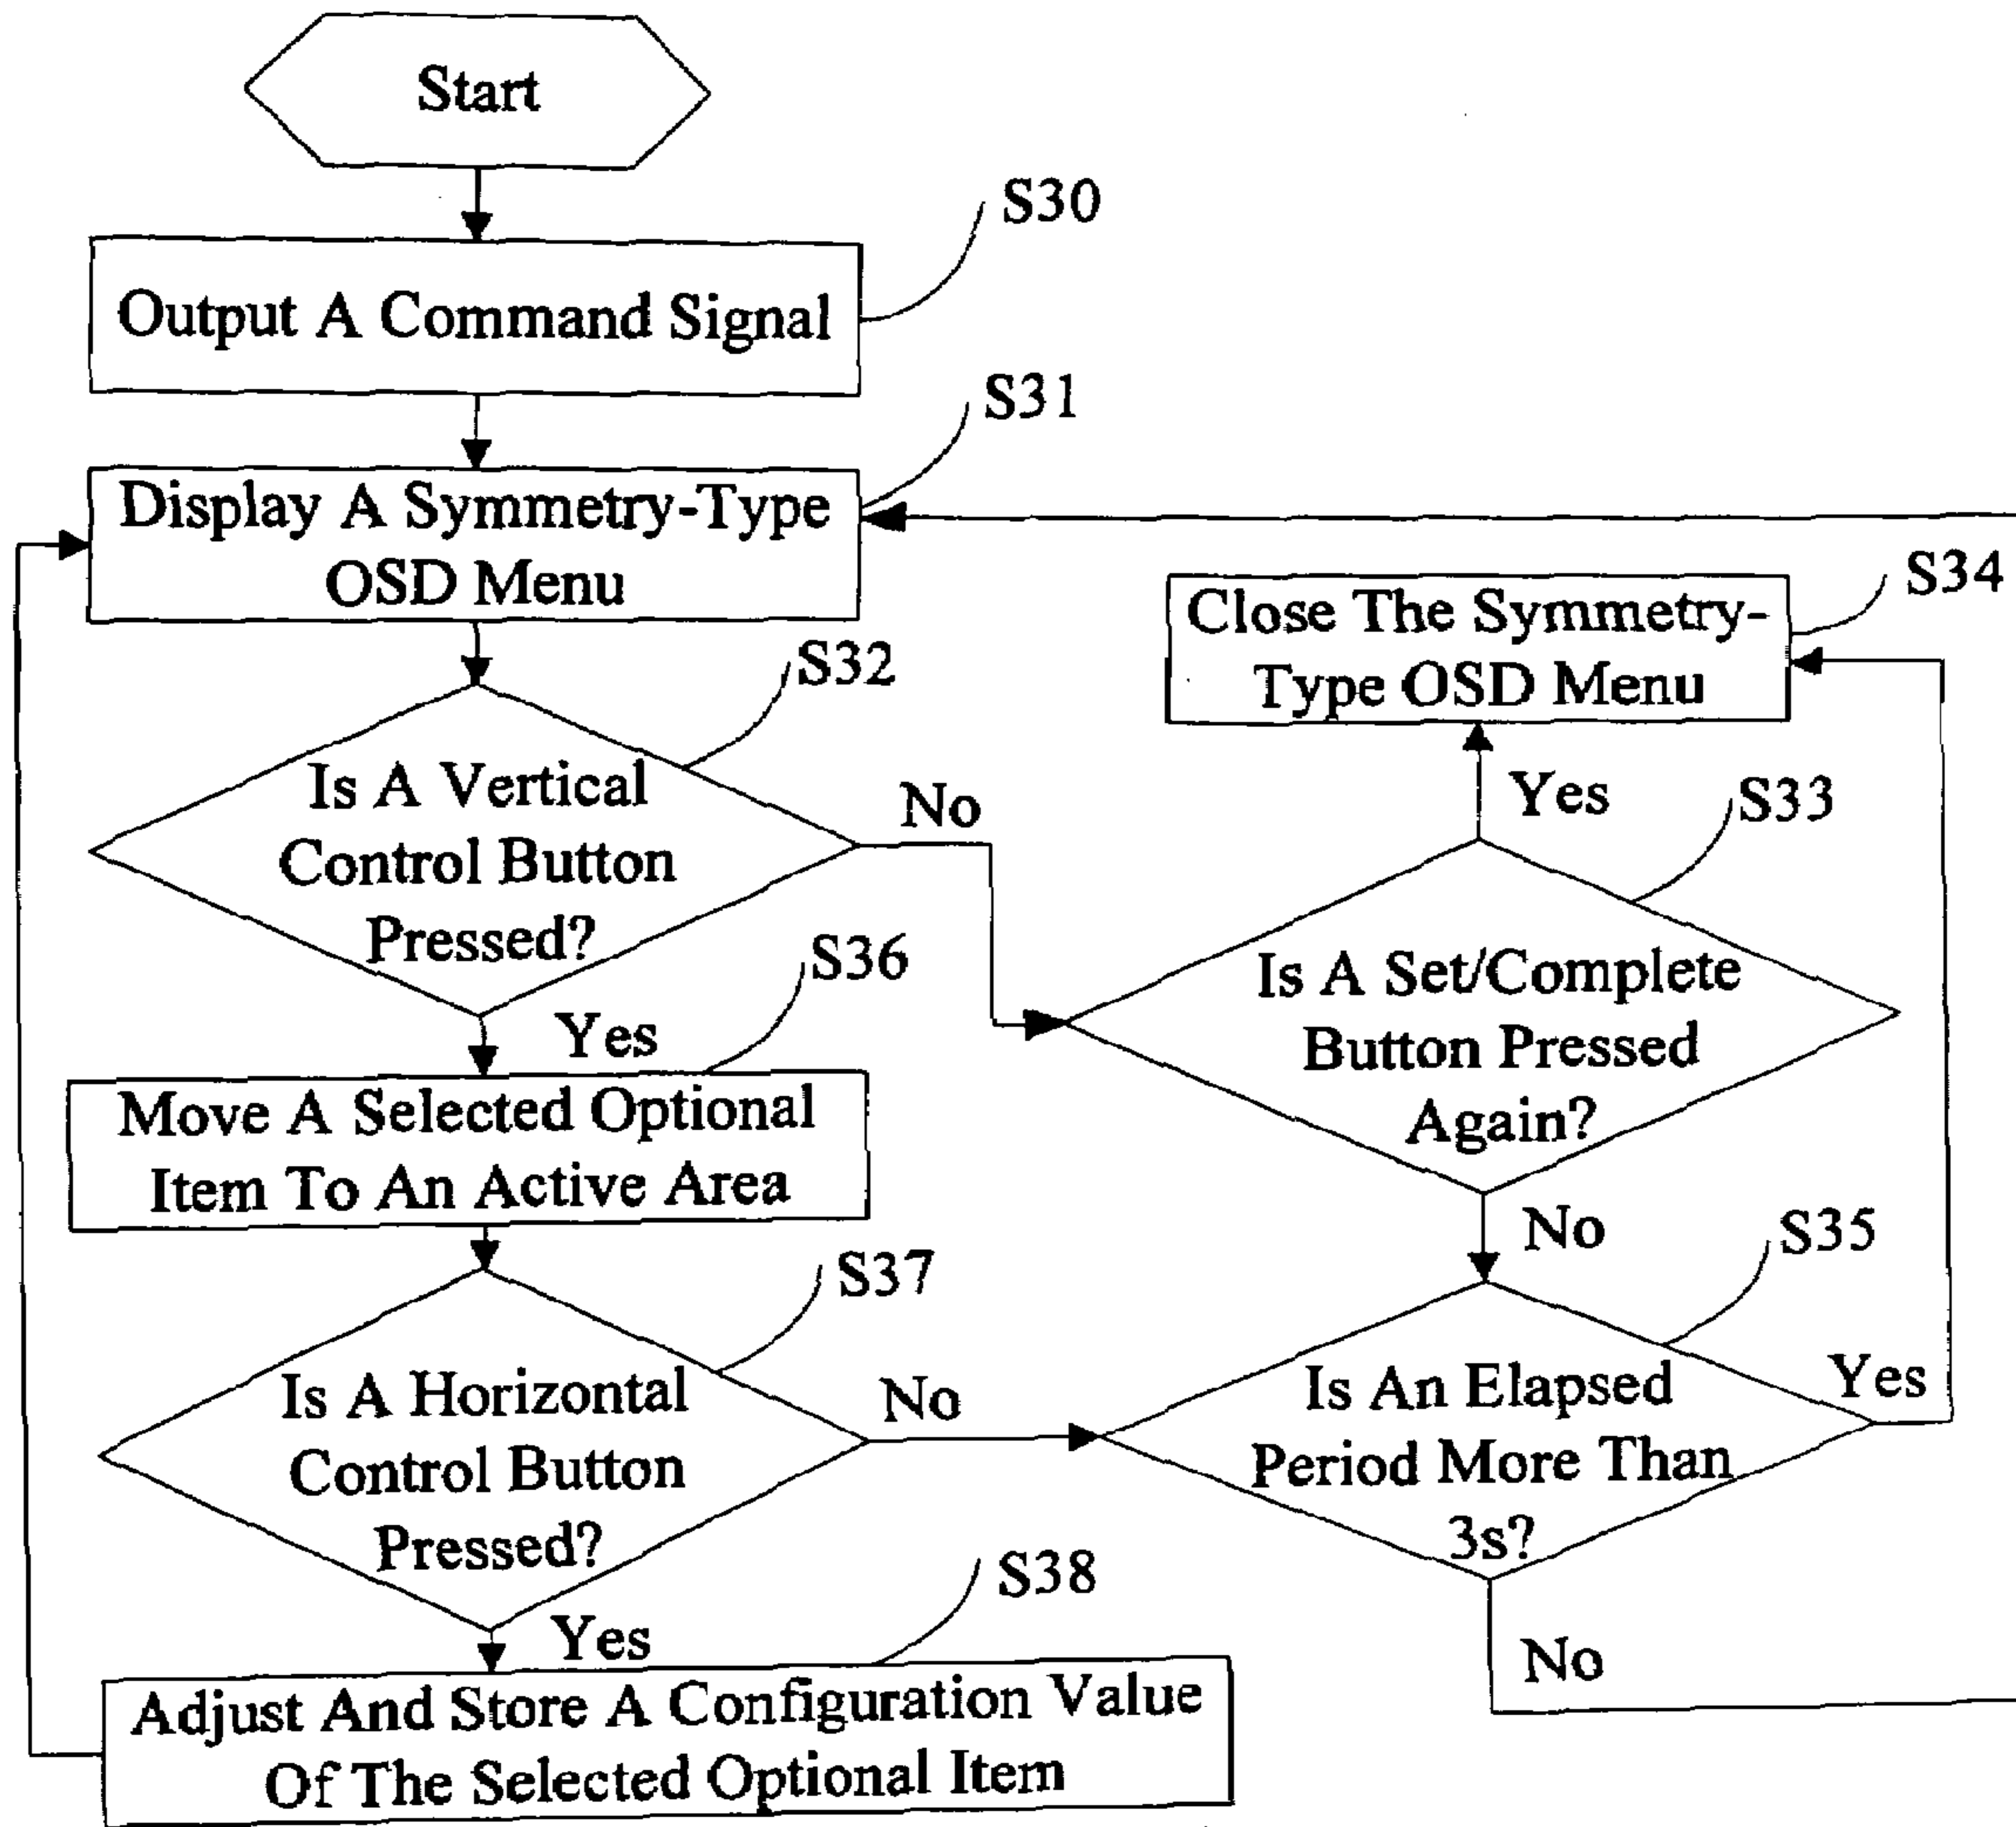 Start
S30
Output A Command Signal
S31
Display A Symmetry-Type
OSD Menu
S34
Close The Symmetry-
Type OSD Menu
S32
Is A Vertical
Control Button
Pressed?
No
Yes
S33
Is A Set/Complete
Button Pressed
Again?
Yes
No
S36
Move A Selected Optional
Item To An Active Area
S37
Is A Horizontal
Control Button
Pressed?
No
Yes
S35
Is An Elapsed
Period More Than
3s?
Yes
No
S38
Adjust And Store A Configuration Value
Of The Selected Optional Item